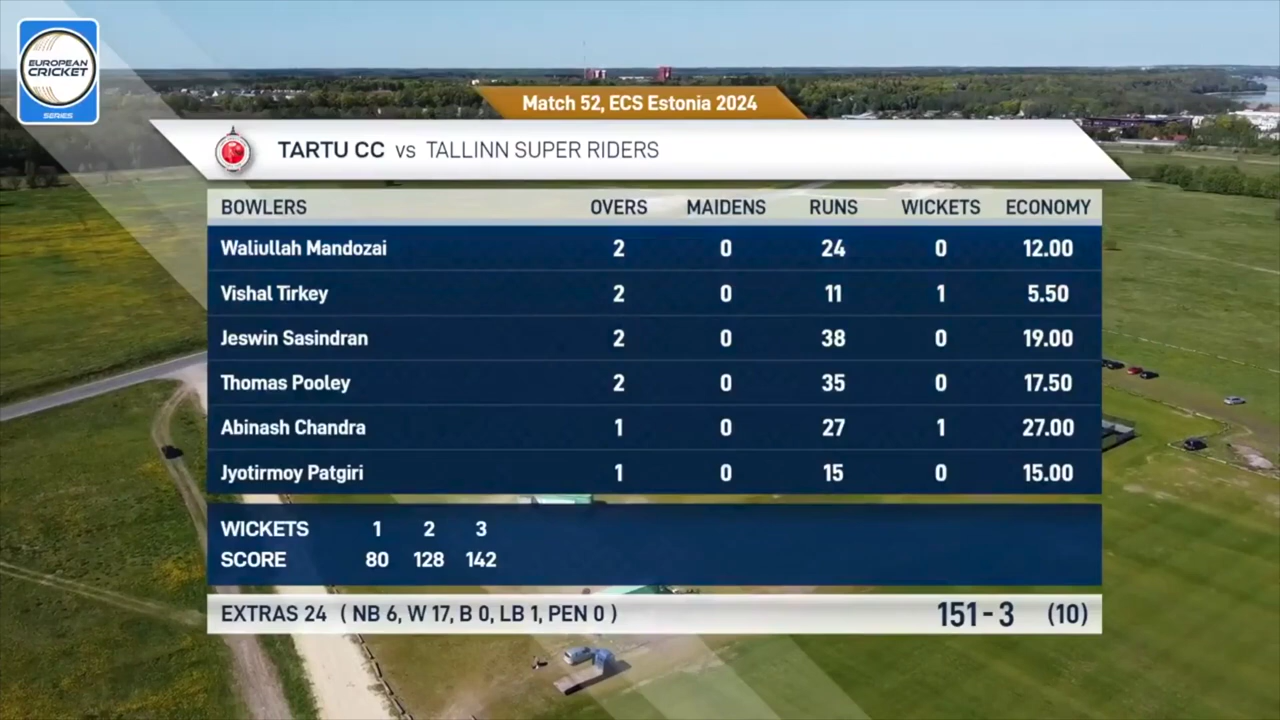 EUROPEAN
CRICKET
SERIES
Match 52, ECS Estonia 2024
TARTU CC vs TALLINN SUPER RIDERS
BOWLERS OVERS MAIDENS RUNS WICKETS ECONOMY
Waliullah Mandozai 2 0 24 0 12.00
Vishal Tirkey 2 0 11 1 5.50
Jeswin Sasindran 2 0 38 0 19.00
Thomas Pooley 2 0 35 0 17.50
Abinash Chandra 1 0 27 1 27.00
Jyotirmoy Patgiri 1 0 15 0 15.00
WICKETS 1 2 3
SCORE 80 128 142
EXTRAS 24 ( NB 6, W 17, B 0, LB 1, PEN 0 ) 151 - 3 (10)